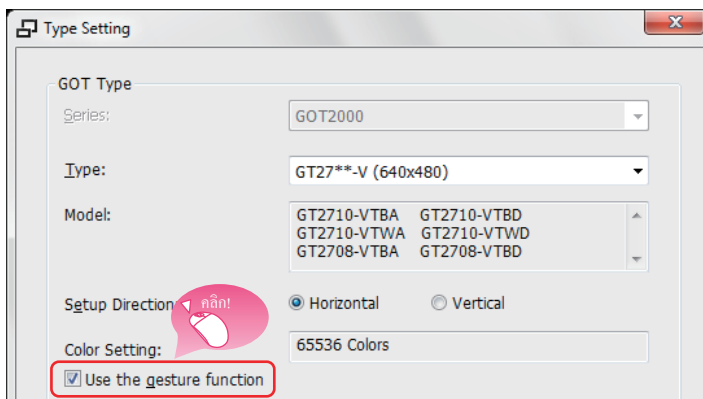 Type Setting
GOT Type
Series: GOT2000
Type: GT27**-V (640x480)
Model: GT2710-VTBA GT2710-VTBD
GT2710-VTWA GT2710-VTWD
GT2708-VTBA GT2708-VTBD
Setup Direction Horizontal Vertical
คลิก!
Color Setting: 65536 Colors
Use the gesture function